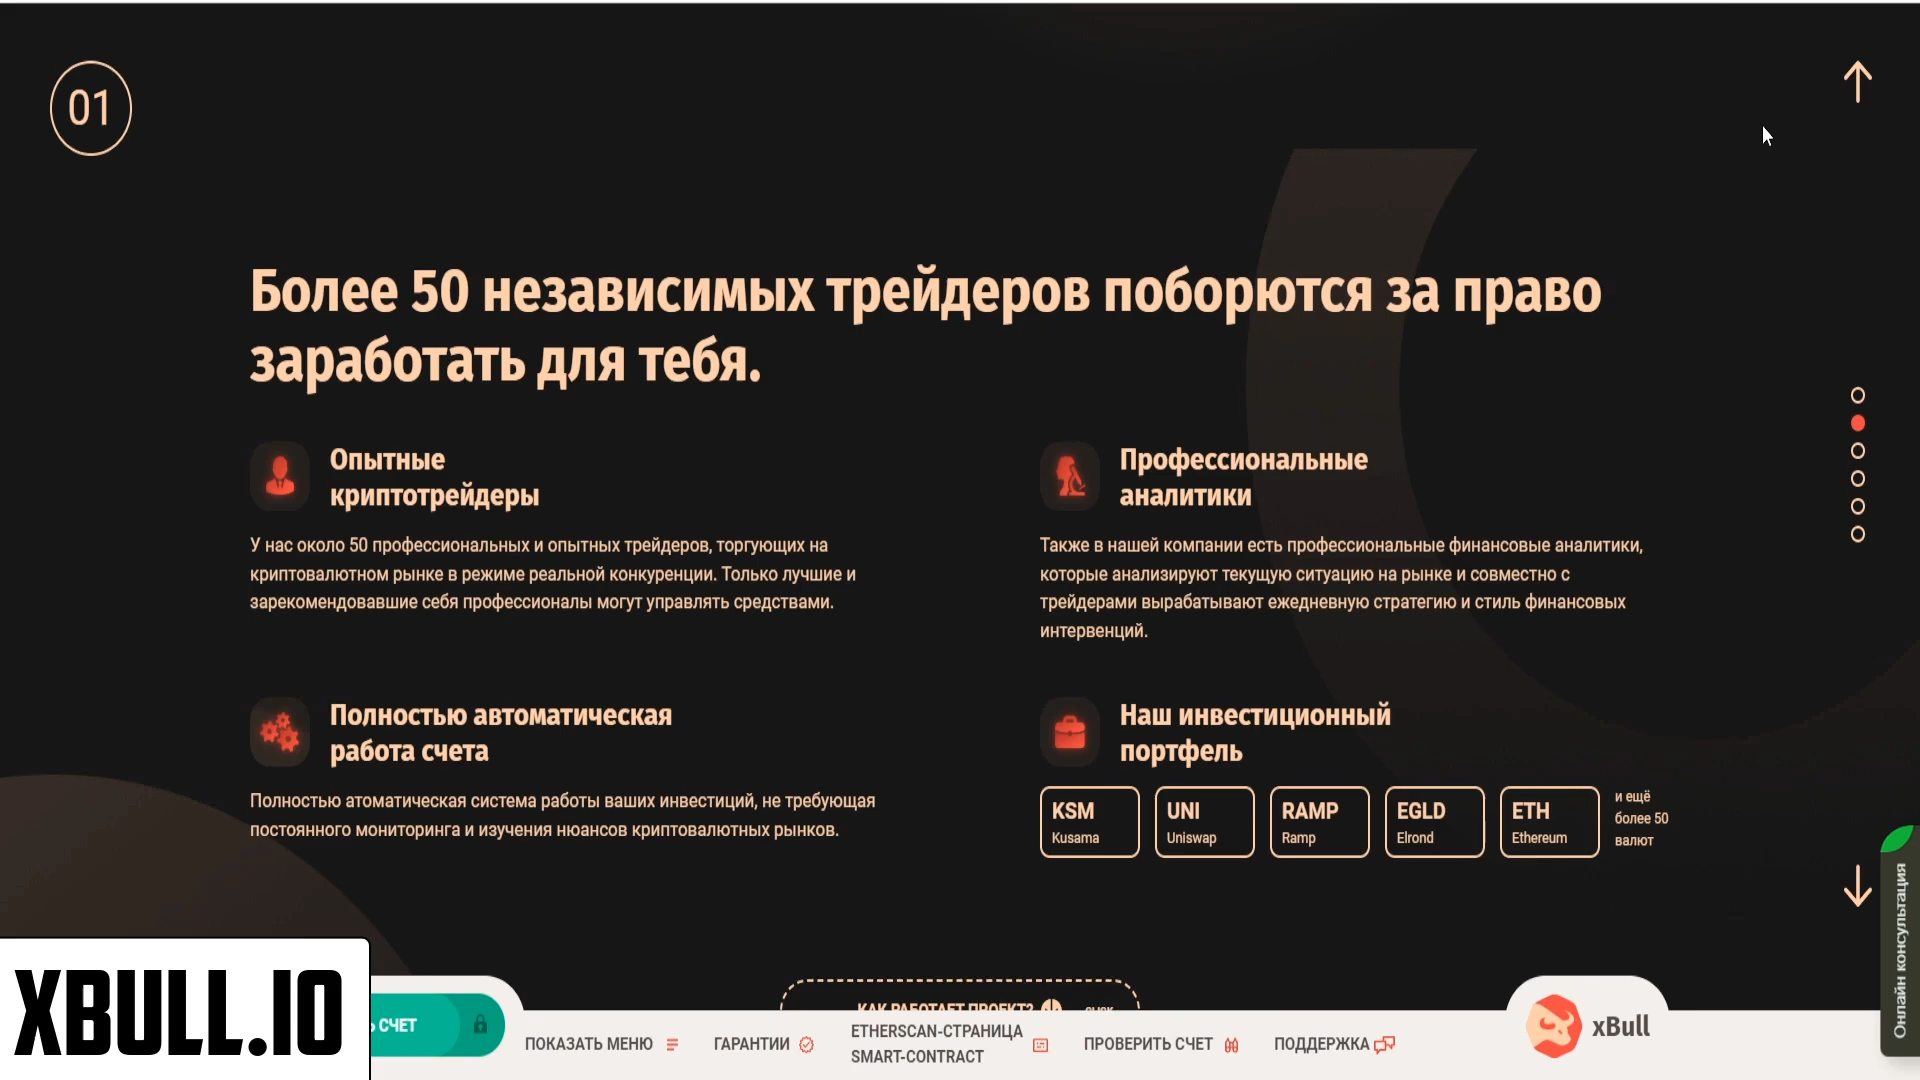 01
Более 50 независимых трейдеров поборются за право
заработать для тебя.
Опытные
криптотрейдеры
У нас около 50 профессиональных и опытных трейдеров, торгующих на
криптовалютном рынке в режиме реальной конкуренции. Только лучшие и
зарекомендовавшие себя профессионалы могут управлять средствами.
Профессиональные
аналитики
Также в нашей компании есть профессиональные финансовые аналитики,
которые анализируют текущую ситуацию на рынке и совместно с
трейдерами вырабатывают ежедневную стратегию и стиль финансовых
интервенций.
Полностью автоматическая
работа счета
Полностью атоматическая система работы ваших инвестиций, не требующая
постоянного мониторинга и изучения нюансов криптовалютных рынков.
Наш инвестиционный
портфель
KSM
Kusama
UNI
Uniswap
RAMP
Ramp
EGLD
Elrond
ETH
Ethereum
и ещё
более 50
валют
Онлайн консультация
XBULL.IO
СЧЕТ
КАК РАБОТАЕТ ПРОЕКТ?
ПОКАЗАТЬ МЕНЮ
ГАРАНТИИ
ETHERSCAN-СТРАНИЦА
SMART-CONTRACT
ПРОВЕРИТЬ СЧЕТ
ПОДДЕРЖКА
xBull